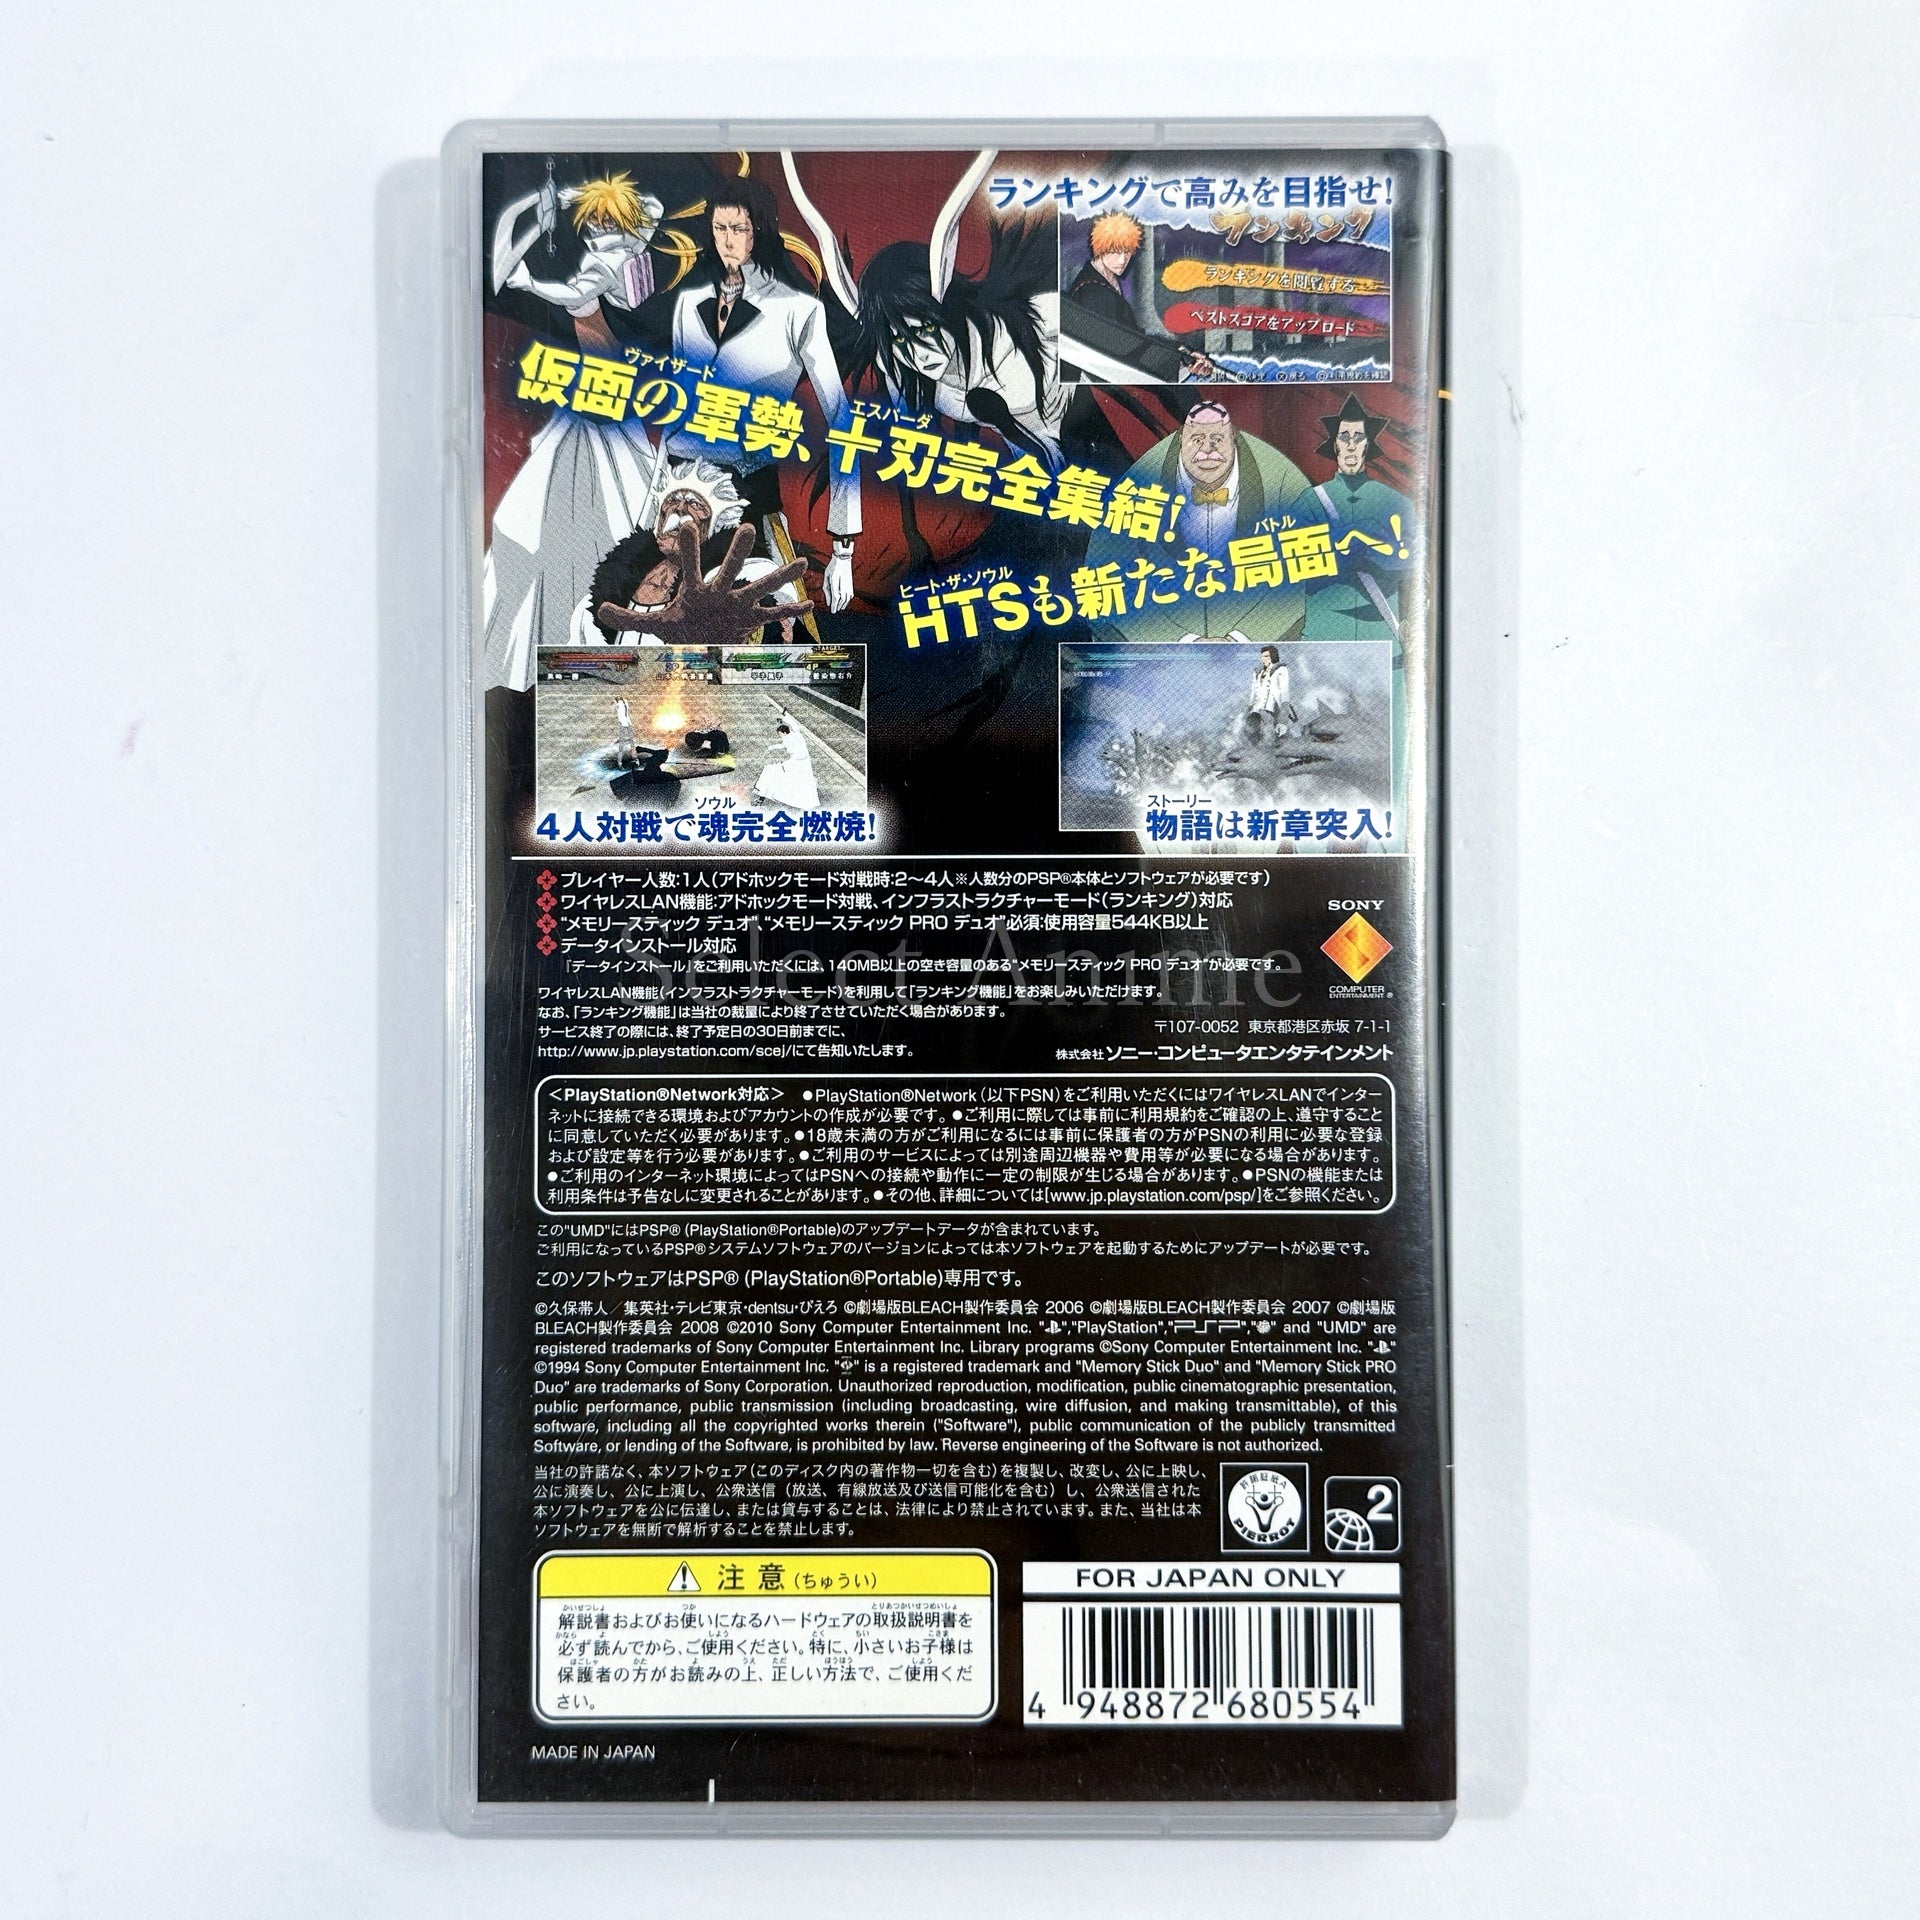 ランキングで高みを目指せ!
ランキング
ランキングを閲覧する
ベストスコアをアップロード
ヴァイザード
仮面の軍勢、
エスパーダ
十刃完全集結!
ヒート・ザ・ソウル
バトル
HTSも新たな局面へ!
ソウル
4人対戦で魂完全燃焼!
ストーリー
物語は新章突入!
プレイヤー人数:1人(アドホックモード対戦時:2〜4人※人数分のPSP®本体とソフトウェアが必要です)
ワイヤレスLAN機能:アドホックモード対戦、インフラストラクチャーモード(ランキング)対応
"メモリースティック デュオ"、"メモリースティック PRO デュオ"必須:使用容量544KB以上
データインストール対応
『データインストール』をご利用いただくには、140MB以上の空き容量のある"メモリースティック PRO デュオ"が必要です。
ワイヤレスLAN機能(インフラストラクチャーモード)を利用して「ランキング機能」をお楽しみいただけます。
なお、「ランキング機能」は当社の裁量により終了させていただく場合があります。
サービス終了の際には、終了予定日の30日前までに、
http://www.jp.playstation.com/scej/にて告知いたします。
SONY
COMPUTER
ENTERTAINMENT®
〒107-0052 東京都港区赤坂 7-1-1
株式会社 ソニー・コンピュータエンタテインメント
Select Anime
<PlayStation®Network対応> ●PlayStation®Network(以下PSN)をご利用いただくにはワイヤレスLANでインター
ネットに接続できる環境およびアカウントの作成が必要です。●ご利用に際しては事前に利用規約をご確認の上、遵守すること
に同意していただく必要があります。●18歳未満の方がご利用になるには事前に保護者の方がPSNの利用に必要な登録
および設定等を行う必要があります。●ご利用のサービスによっては別途周辺機器や費用等が必要になる場合があります。
●ご利用のインターネット環境によってはPSNへの接続や動作に一定の制限が生じる場合があります。●PSNの機能または
利用条件は予告なしに変更されることがあります。●その他、詳細については[www.jp.playstation.com/psp/]をご参照ください。
この"UMD"にはPSP® (PlayStation®Portable)のアップデートデータが含まれています。
ご利用になっているPSP®システムソフトウェアのバージョンによっては本ソフトウェアを起動するためにアップデートが必要です。
このソフトウェアはPSP® (PlayStation®Portable)専用です。
©久保帯人/集英社・テレビ東京・dentsu・ぴえろ ©劇場版BLEACH製作委員会 2006 ©劇場版BLEACH製作委員会 2007 ©劇場版
BLEACH製作委員会 2008 ©2010 Sony Computer Entertainment Inc. "","PlayStation","PSP","" and "UMD" are
registered trademarks of Sony Computer Entertainment Inc. Library programs ©Sony Computer Entertainment Inc. ""
©1994 Sony Computer Entertainment Inc. "" is a registered trademark and "Memory Stick Duo" and "Memory Stick PRO
Duo" are trademarks of Sony Corporation. Unauthorized reproduction, modification, public cinematographic presentation,
public performance, public transmission (including broadcasting, wire diffusion, and making transmittable), of this
software, including all the copyrighted works therein ("Software"), public communication of the publicly transmitted
Software, or lending of the Software, is prohibited by law. Reverse engineering of the Software is not authorized.
当社の許諾なく、本ソフトウェア(このディスク内の著作物一切を含む)を複製し、改変し、公に上映し、
公に演奏し、公に上演し、公衆送信(放送、有線放送及び送信可能化を含む)し、公衆送信された
本ソフトウェアを公に伝達し、または貸与することは、法律により禁止されています。また、当社は本
ソフトウェアを無断で解析することを禁止します。
許諾証紙A
PIERROT
2
注意(ちゅうい)
かいせつしょ つか とりあつかいせつめいしょ
解説書およびお使いになるハードウェアの取扱説明書を
かなら よ しよう とく ちい こさま
必ず読んでから、ご使用ください。特に、小さいお子様は
ほごしゃ かた よ うえ ただ ほうほう しよう
保護者の方がお読みの上、正しい方法で、ご使用くだ
さい。
FOR JAPAN ONLY
4 948872 680554
MADE IN JAPAN